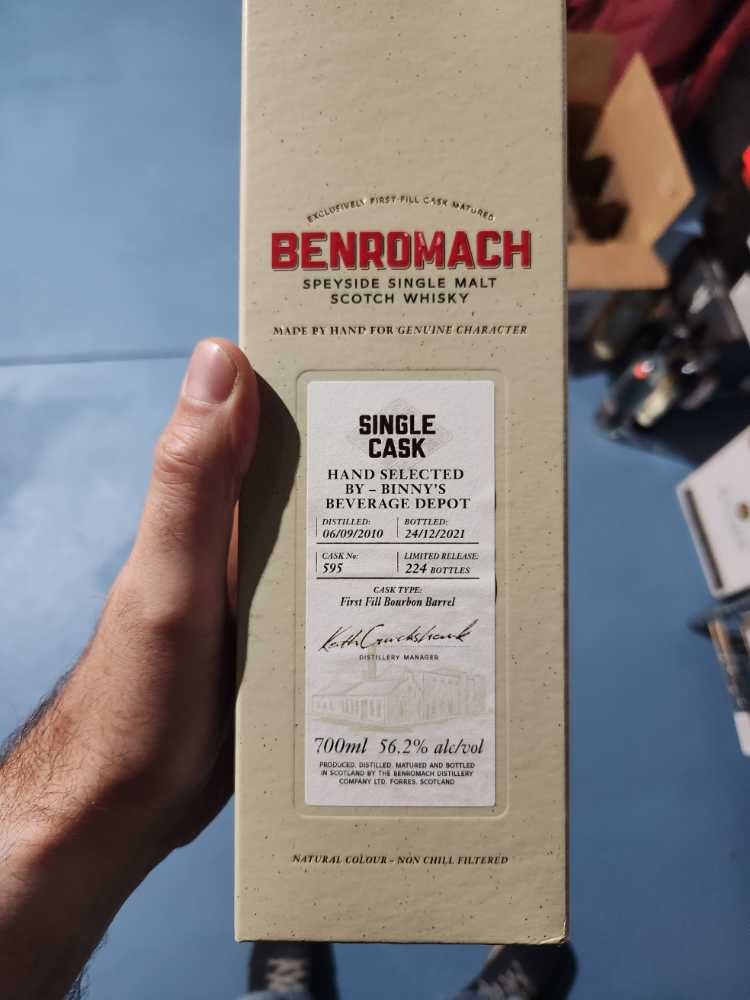 EXCLUSIVELY FIRST FILL CASK MATURED
BENROMACH
SPEYSIDE SINGLE MALT
SCOTCH WHISKY
MADE BY HAND FOR GENUINE CHARACTER
SINGLE
CASK
HAND SELECTED
BY – BINNY'S
BEVERAGE DEPOT
DISTILLED: BOTTLED:
06/09/2010 24/12/2021
CASK No: LIMITED RELEASE:
595 224 BOTTLES
CASK TYPE:
First Fill Bourbon Barrel
Keith Cruickshank
DISTILLERY MANAGER
700ml 56.2% alc/vol
PRODUCED, DISTILLED, MATURED AND BOTTLED
IN SCOTLAND BY THE BENROMACH DISTILLERY
COMPANY LTD. FORRES, SCOTLAND
NATURAL COLOUR – NON CHILL FILTERED